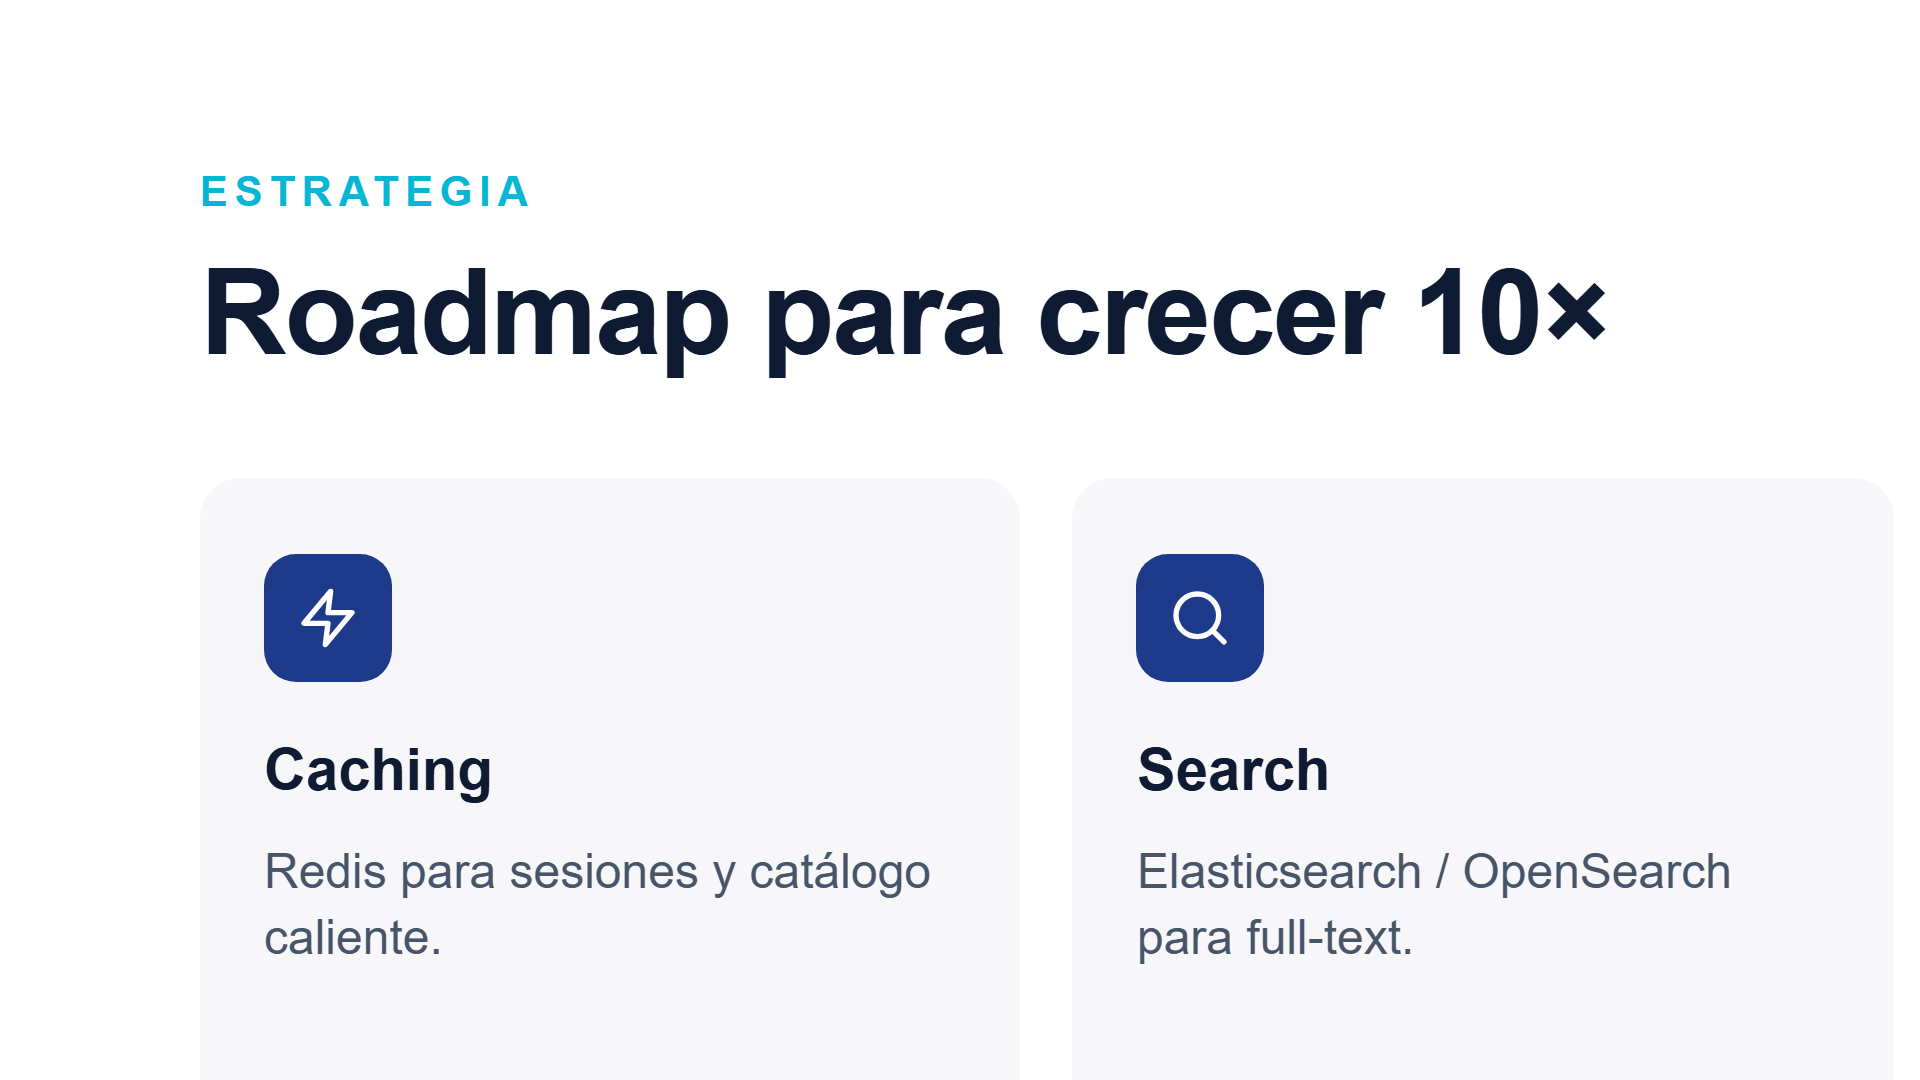 ESTRATEGIA
Roadmap para crecer 10×
Caching
Redis para sesiones y catálogo
caliente.
Search
Elasticsearch / OpenSearch
para full-text.